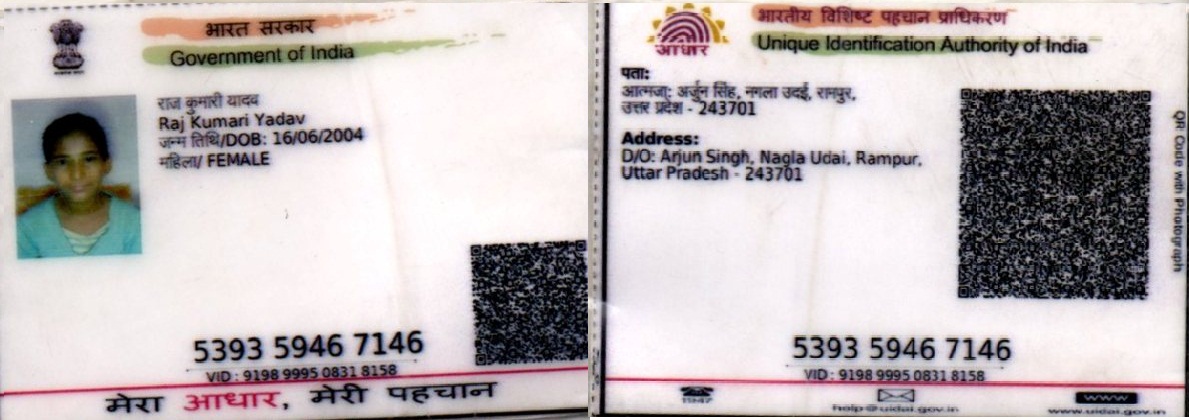 भारत सरकार
Government of India
राज कुमारी यादव
Raj Kumari Yadav
जन्म तिथि/DOB: 16/06/2004
महिला/ FEMALE
5393 5946 7146
VID : 9198 9995 0831 8158
मेरा आधार, मेरी पहचान
भारतीय विशिष्ट पहचान प्राधिकरण
Unique Identification Authority of India
आधार
पता:
आत्मजा: अर्जुन सिंह, नगला उदई, रामपुर,
उत्तर प्रदेश - 243701
Address:
D/O: Arjun Singh, Nagla Udai, Rampur,
Uttar Pradesh - 243701
QR Code with Photograph
5393 5946 7146
VID : 9198 9995 0831 8158
1947
help@uidai.gov.in
www
www.uidai.gov.in